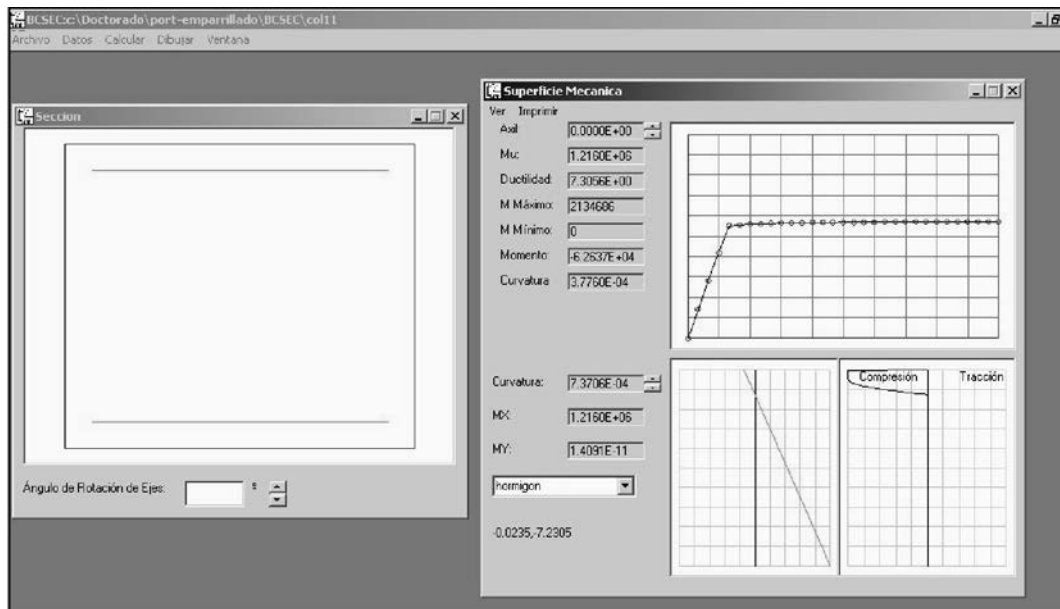 BCSEC:c:\Doctorado\port-emparrillado\BCSEC\col11
Archivo Datos Calcular Dibujar Ventana
Seccion
Ángulo de Rotación de Ejes: °
Superficie Mecanica
Ver Imprimir
Axil: 0.0000E+00
Mu: 1.2160E+06
Ductilidad: 7.3056E+00
M Máximo: 2134686
M Mínimo: 0
Momento: -6.2637E+04
Curvatura 3.7760E-04
Curvatura: 7.3706E-04
MX: 1.2160E+06
MY: 1.4091E-11
hormigon
-0.0235,-7.2305
Compresión Tracción